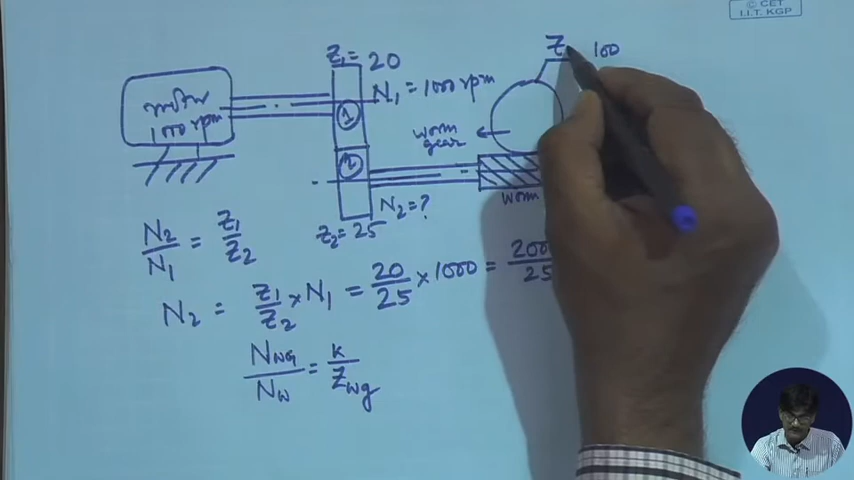 © CET
I.I.T. KGP
Z₁ = 20
Z 100
motor
1000 rpm
N₁ = 1000 rpm
1
worm
gear
2
worm
N₂ = ?
Z₂ = 25
N₂/N₁ = Z₁/Z₂
N₂ = Z₁/Z₂ × N₁ = 20/25 × 1000 = 2000/25
N_WG/N_W = K/Z_wg